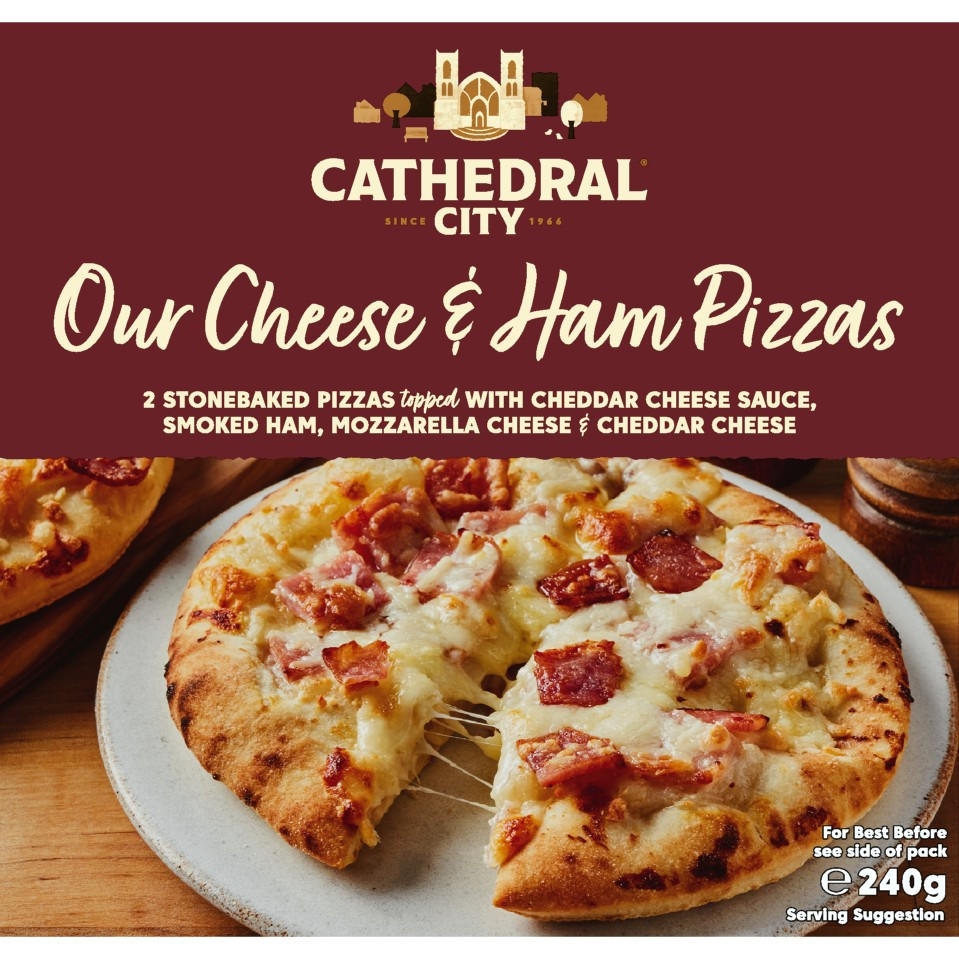 CATHEDRAL®
SINCE CITY 1966
Our Cheese & Ham Pizzas
2 STONEBAKED PIZZAS topped WITH CHEDDAR CHEESE SAUCE,
SMOKED HAM, MOZZARELLA CHEESE & CHEDDAR CHEESE
For Best Before
see side of pack
℮ 240g
Serving Suggestion